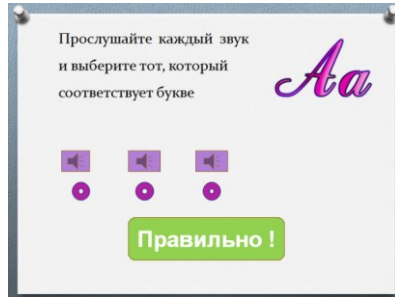 Прослушайте каждый звук
и выберите тот, который
соответствует букве
Аа
Правильно !